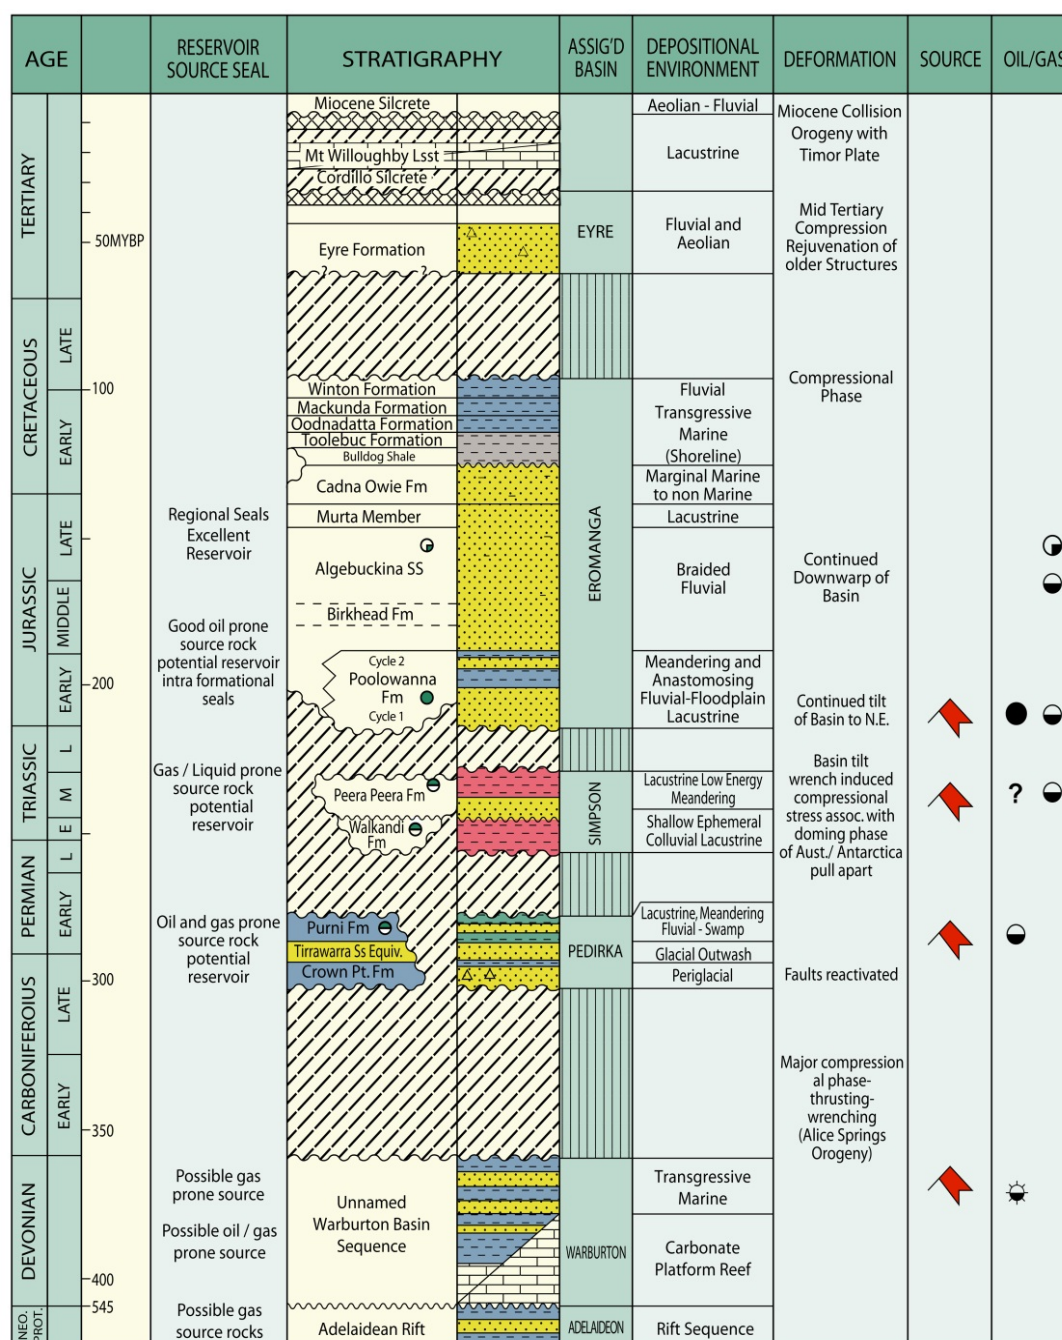 AGE
RESERVOIR
SOURCE SEAL
STRATIGRAPHY
ASSIG'D
BASIN
DEPOSITIONAL
ENVIRONMENT
DEFORMATION
SOURCE
OIL/GAS
TERTIARY
CRETACEOUS
LATE
EARLY
JURASSIC
LATE
MIDDLE
EARLY
TRIASSIC
L
M
E
PERMIAN
L
EARLY
CARBONIFEROIUS
LATE
EARLY
DEVONIAN
NEO.
PROT.
50MYBP
100
200
300
350
400
545
Regional Seals
Excellent
Reservoir
Good oil prone
source rock
potential reservoir
intra formational
seals
Gas / Liquid prone
source rock
potential
reservoir
Oil and gas prone
source rock
potential
reservoir
Possible gas
prone source
Possible oil / gas
prone source
Possible gas
source rocks
Miocene Silcrete
Mt Willoughby Lsst
Cordillo Silcrete
Eyre Formation
? ?
Winton Formation
Mackunda Formation
Oodnadatta Formation
Toolebuc Formation
Bulldog Shale
Cadna Owie Fm
Murta Member
Algebuckina SS
Birkhead Fm
Cycle 2
Poolowanna
Fm
Cycle 1
Peera Peera Fm
Walkandi
Fm
Purni Fm
Tirrawarra Ss Equiv.
Crown Pt. Fm
Unnamed
Warburton Basin
Sequence
Adelaidean Rift
EYRE
EROMANGA
SIMPSON
PEDIRKA
WARBURTON
ADELAIDEON
Aeolian - Fluvial
Lacustrine
Fluvial and
Aeolian
Fluvial
Transgressive
Marine
(Shoreline)
Marginal Marine
to non Marine
Lacustrine
Braided
Fluvial
Meandering and
Anastomosing
Fluvial-Floodplain
Lacustrine
Lacustrine Low Energy
Meandering
Shallow Ephemeral
Colluvial Lacustrine
Lacustrine, Meandering
Fluvial - Swamp
Glacial Outwash
Periglacial
Transgressive
Marine
Carbonate
Platform Reef
Rift Sequence
Miocene Collision
Orogeny with
Timor Plate
Mid Tertiary
Compression
Rejuvenation of
older Structures
Compressional
Phase
Continued
Downwarp of
Basin
Continued tilt
of Basin to N.E.
Basin tilt
wrench induced
compressional
stress assoc. with
doming phase
of Aust./ Antarctica
pull apart
Faults reactivated
Major compression
al phase-
thrusting-
wrenching
(Alice Springs
Orogeny)
?